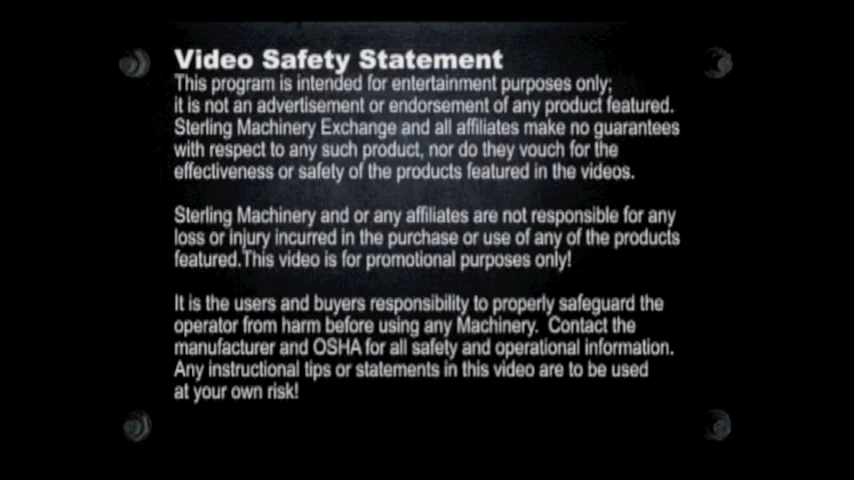 Video Safety Statement
This program is intended for entertainment purposes only;
it is not an advertisement or endorsement of any product featured.
Sterling Machinery Exchange and all affiliates make no guarantees
with respect to any such product, nor do they vouch for the
effectiveness or safety of the products featured in the videos.
Sterling Machinery and or any affiliates are not responsible for any
loss or injury incurred in the purchase or use of any of the products
featured.This video is for promotional purposes only!
It is the users and buyers responsibility to properly safeguard the
operator from harm before using any Machinery.  Contact the
manufacturer and OSHA for all safety and operational information.
Any instructional tips or statements in this video are to be used
at your own risk!